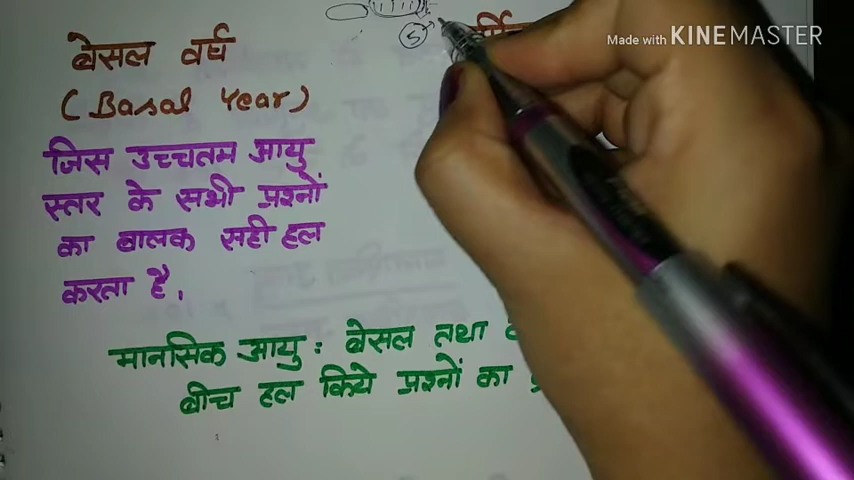 Made with KINEMASTER
5
बेसल वर्ष
(Basal Year)
जिस उच्चतम आयु
स्तर के सभी प्रश्नों
का बालक सही हल
करता है.
मानसिक आयु : बेसल तथा
बीच हल किये प्रश्नों का